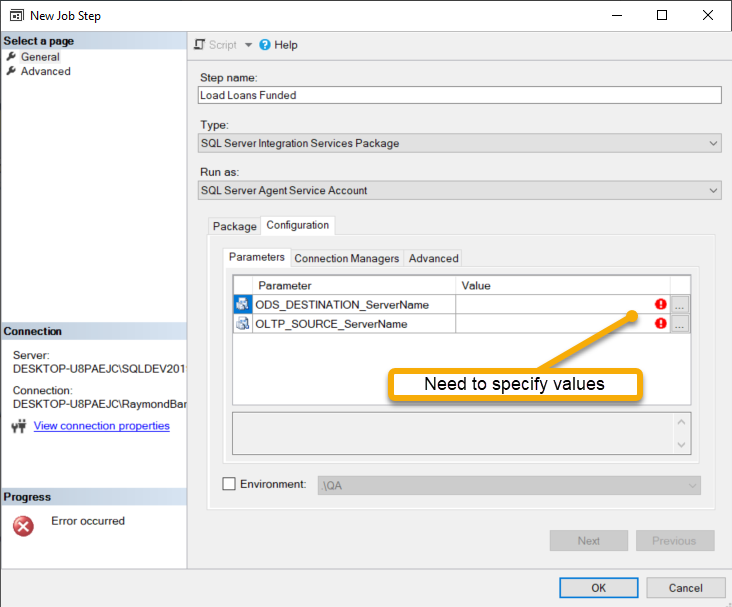 New Job Step
Select a page
General
Advanced
Script
Help
Step name:
Load Loans Funded
Type:
SQL Server Integration Services Package
Run as:
SQL Server Agent Service Account
Package
Configuration
Parameters
Connection Managers
Advanced
Parameter
Value
ODS_DESTINATION_ServerName
...
OLTP_SOURCE_ServerName
...
Need to specify values
Connection
Server:
DESKTOP-U8PAEJC\SQLDEV201
Connection:
DESKTOP-U8PAEJC\RaymondBar
View connection properties
Environment:
.\QA
Progress
Error occurred
Next
Previous
OK
Cancel